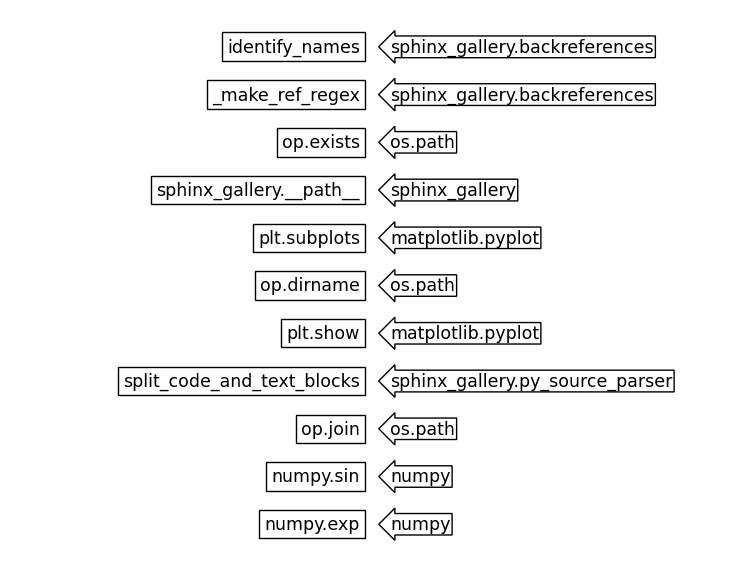 identify_names sphinx_gallery.backreferences
_make_ref_regex sphinx_gallery.backreferences
op.exists os.path
sphinx_gallery.__path__ sphinx_gallery
plt.subplots matplotlib.pyplot
op.dirname os.path
plt.show matplotlib.pyplot
split_code_and_text_blocks sphinx_gallery.py_source_parser
op.join os.path
numpy.sin numpy
numpy.exp numpy